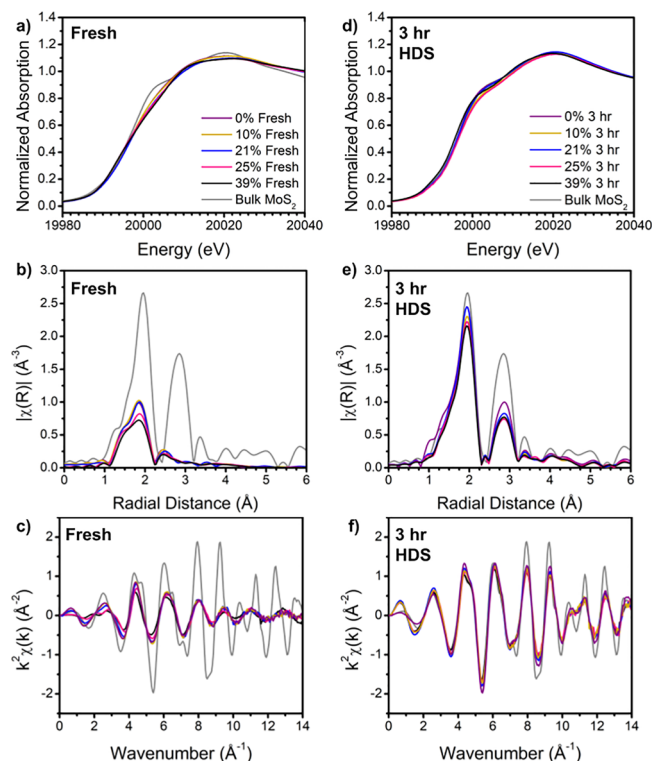 a) Fresh
Normalized Absorption
1.4
1.2
1.0
0.8
0.6
0.4
0.2
0.0
0% Fresh
10% Fresh
21% Fresh
25% Fresh
39% Fresh
Bulk MoS₂
19980 20000 20020 20040
Energy (eV)
d) 3 hr
HDS
Normalized Absorption
1.4
1.2
1.0
0.8
0.6
0.4
0.2
0.0
0% 3 hr
10% 3 hr
21% 3 hr
25% 3 hr
39% 3 hr
Bulk MoS₂
19980 20000 20020 20040
Energy (eV)
b) Fresh
|χ(R)| (Å⁻³)
3.0
2.5
2.0
1.5
1.0
0.5
0.0
0 1 2 3 4 5 6
Radial Distance (Å)
e) 3 hr
HDS
|χ(R)| (Å⁻³)
3.0
2.5
2.0
1.5
1.0
0.5
0.0
0 1 2 3 4 5 6
Radial Distance (Å)
c) Fresh
k²χ(k) (Å⁻²)
2
1
0
-1
-2
0 2 4 6 8 10 12 14
Wavenumber (Å⁻¹)
f) 3 hr
HDS
k²χ(k) (Å⁻²)
2
1
0
-1
-2
0 2 4 6 8 10 12 14
Wavenumber (Å⁻¹)